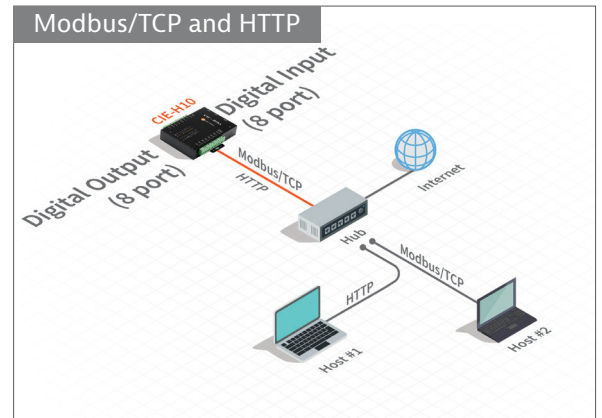 Modbus/TCP and HTTP
CIE-H10
Digital Input
(8 port)
Digital Output
(8 port)
Modbus/TCP
HTTP
Internet
Hub
Modbus/TCP
HTTP
Host #1
Host #2